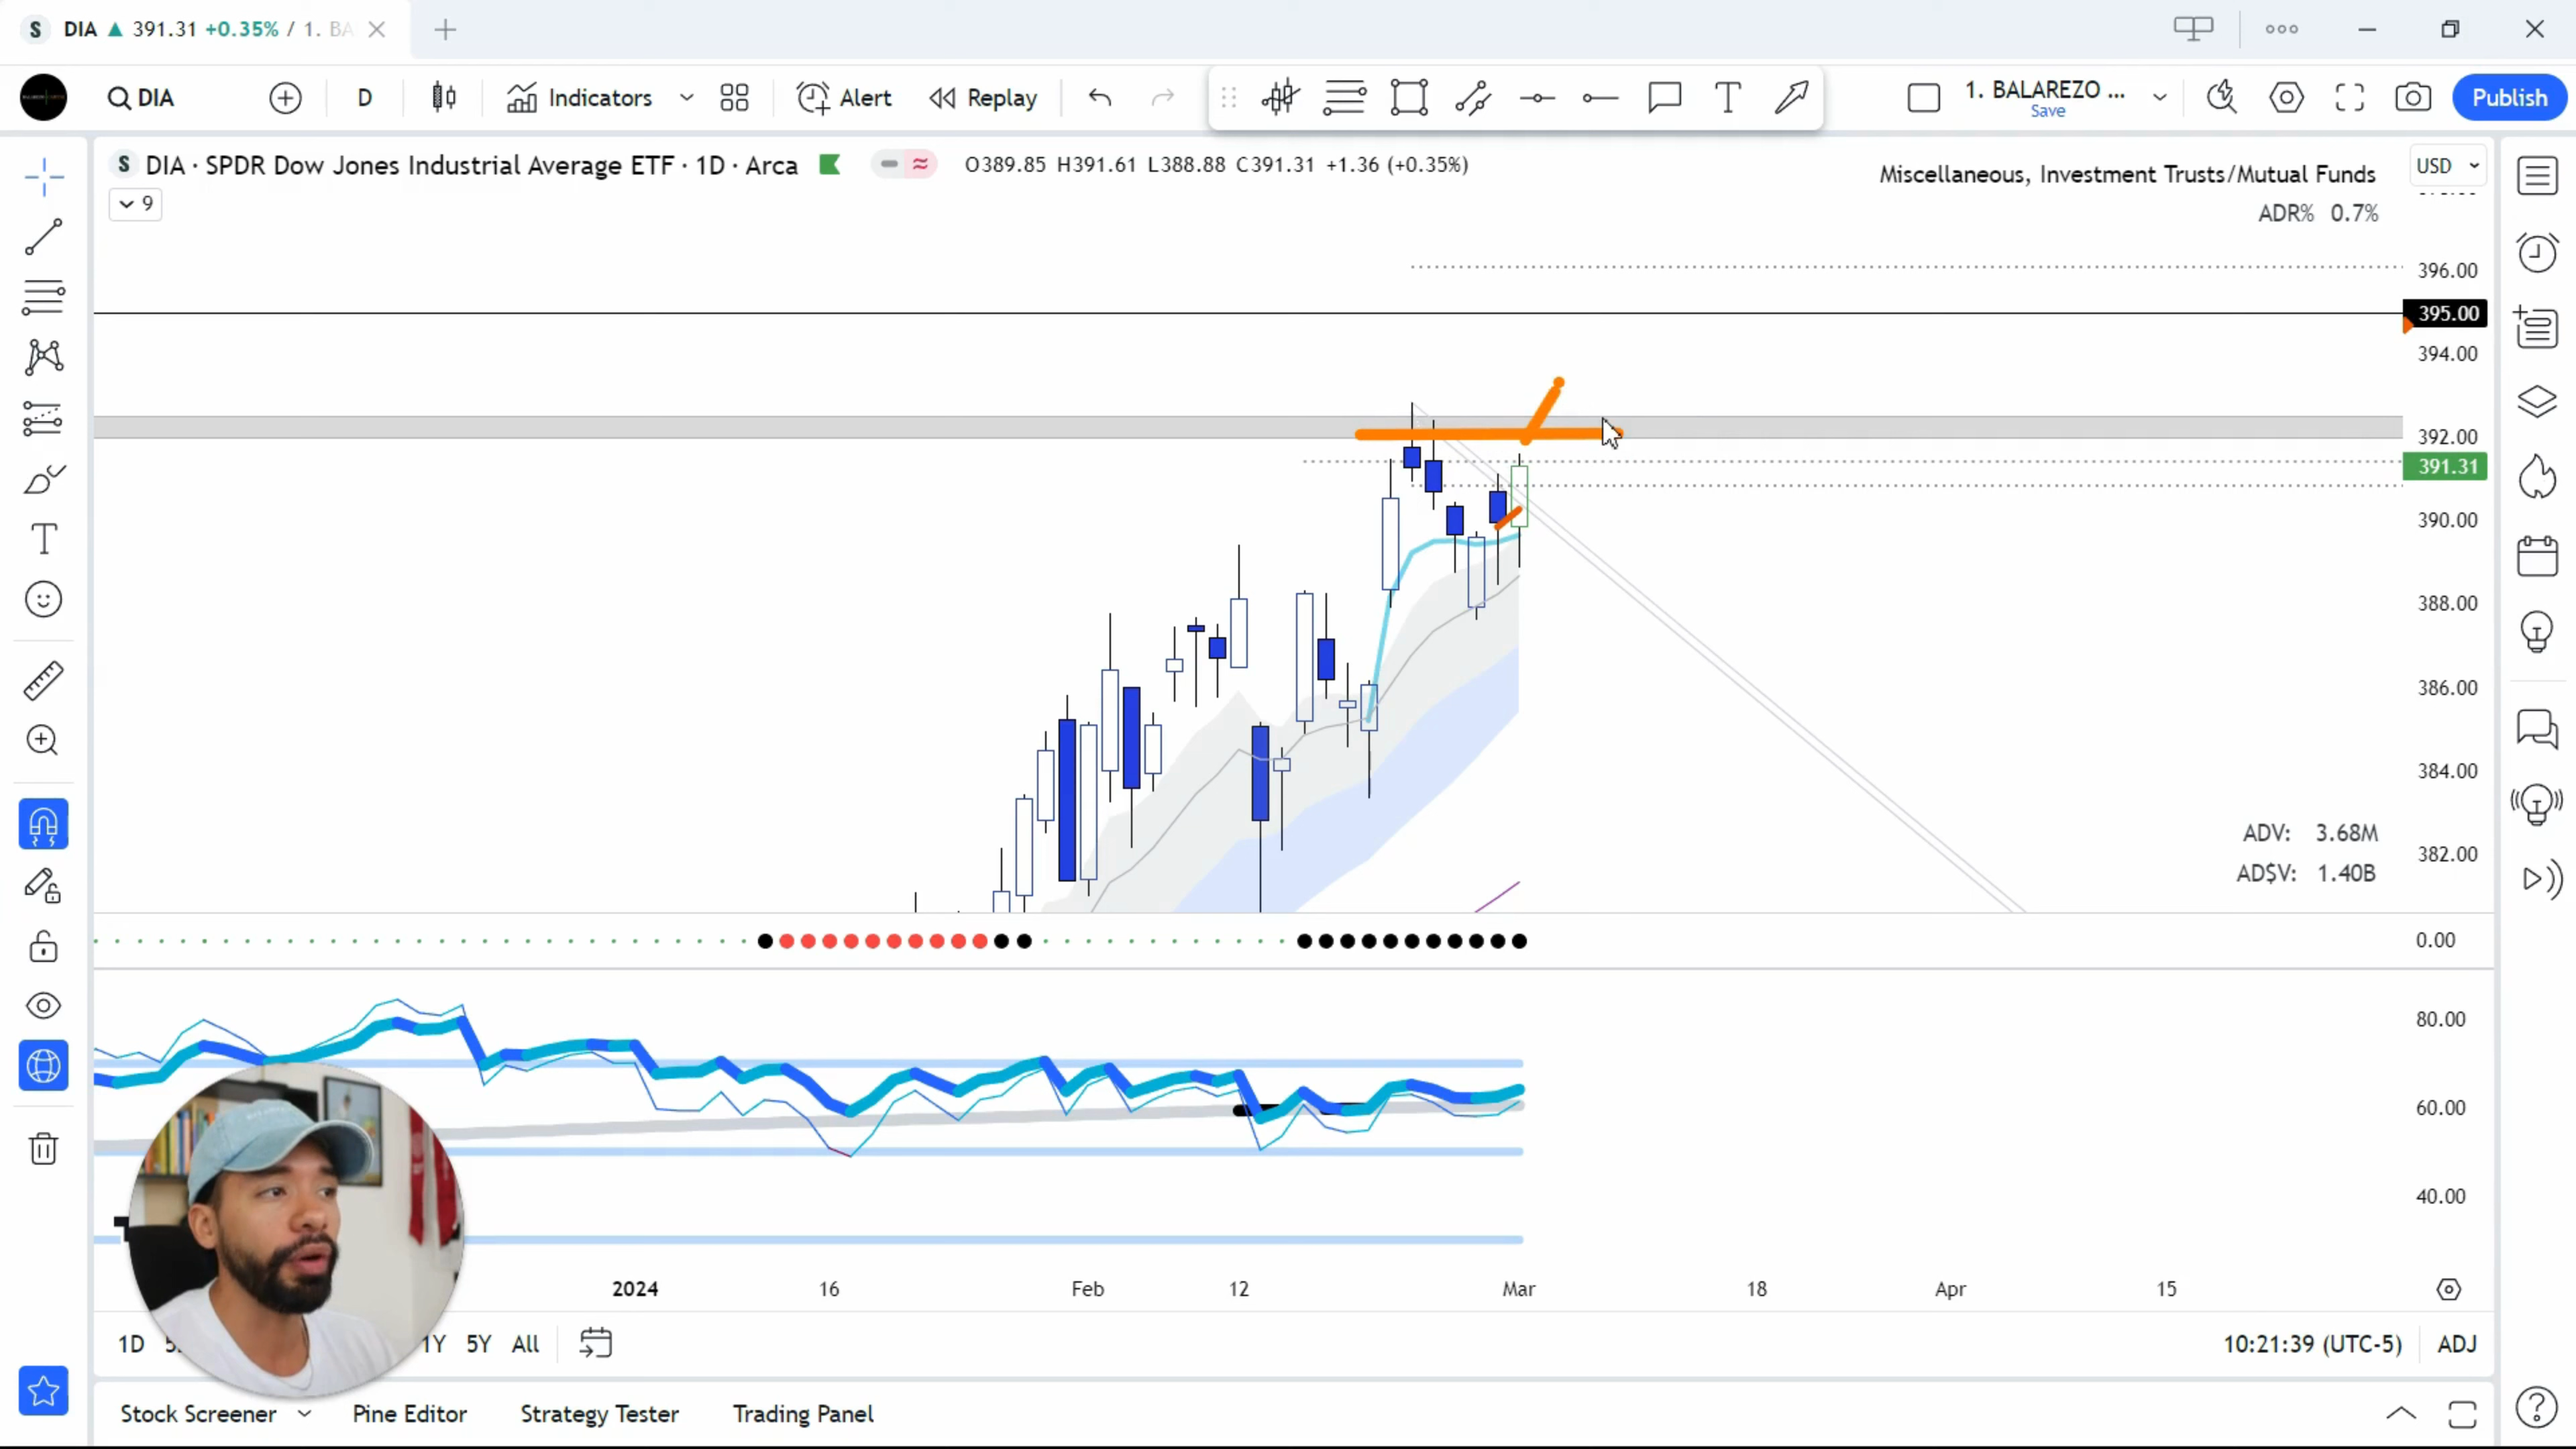 S DIA ▲ 391.31 +0.35% / 1. BA
DIA
D
Indicators
Alert
Replay
1. BALAREZO ...
Save
Publish
S DIA · SPDR Dow Jones Industrial Average ETF · 1D · Arca
O389.85 H391.61 L388.88 C391.31 +1.36 (+0.35%)
9
Miscellaneous, Investment Trusts/Mutual Funds
ADR% 0.7%
USD
396.00
395.00
394.00
392.00
391.31
390.00
388.00
386.00
384.00
382.00
ADV: 3.68M
AD$V: 1.40B
0.00
80.00
60.00
40.00
2024
16
Feb
12
Mar
18
Apr
15
1D
1Y
5Y
All
10:21:39 (UTC-5)
ADJ
Stock Screener
Pine Editor
Strategy Tester
Trading Panel